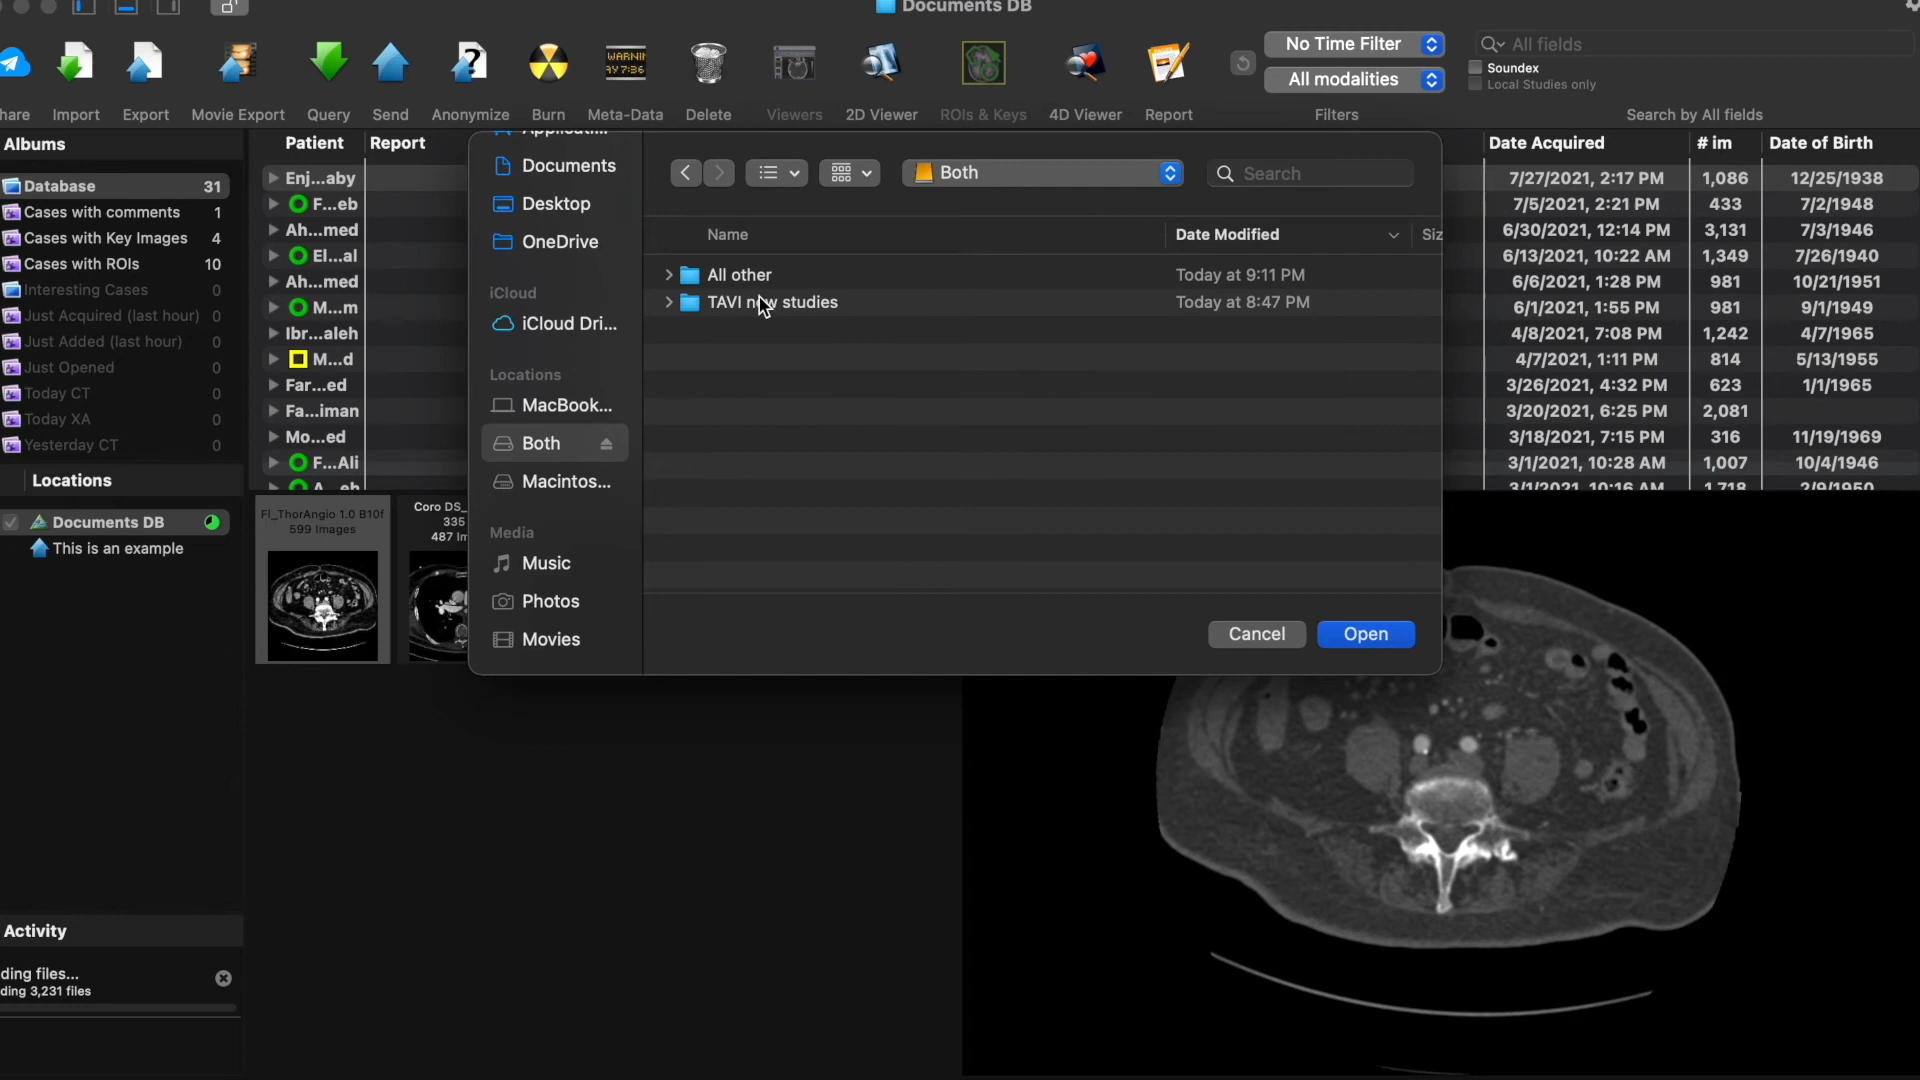 Documents DB
No Time Filter
All fields
Soundex
All modalities
Local Studies only
hare Import Export Movie Export Query Send Anonymize Burn Meta-Data Delete Viewers 2D Viewer ROIs & Keys 4D Viewer Report Filters Search by All fields
Albums
Database 31
Cases with comments 1
Cases with Key Images 4
Cases with ROIs 10
Interesting Cases 0
Just Acquired (last hour) 0
Just Added (last hour) 0
Just Opened 0
Today CT 0
Today XA 0
Yesterday CT 0
Locations
Documents DB
This is an example
Activity
ding files...
ding 3,231 files
Patient Report
Enj...aby
F...eb
Ah...med
El...al
Ah...med
M...m
Ibr...aleh
M...d
Far...ed
Fa...iman
Mo...ed
F...Ali
A...eh
Fl_ThorAngio 1.0 B10f
599 Images
Coro DS_
335
487 Im
Applicati...
Documents
Desktop
OneDrive
iCloud
iCloud Dri...
Locations
MacBook...
Both
Macintos...
Media
Music
Photos
Movies
Both
Search
Name Date Modified Siz
All other Today at 9:11 PM
TAVI new studies Today at 8:47 PM
Cancel Open
Date Acquired # im Date of Birth
7/27/2021, 2:17 PM 1,086 12/25/1938
7/5/2021, 2:21 PM 433 7/2/1948
6/30/2021, 12:14 PM 3,131 7/3/1946
6/13/2021, 10:22 AM 1,349 7/26/1940
6/6/2021, 1:28 PM 981 10/21/1951
6/1/2021, 1:55 PM 981 9/1/1949
4/8/2021, 7:08 PM 1,242 4/7/1965
4/7/2021, 1:11 PM 814 5/13/1955
3/26/2021, 4:32 PM 623 1/1/1965
3/20/2021, 6:25 PM 2,081
3/18/2021, 7:15 PM 316 11/19/1969
3/1/2021, 10:28 AM 1,007 10/4/1946
3/1/2021, 10:16 AM 1,718 2/9/1950